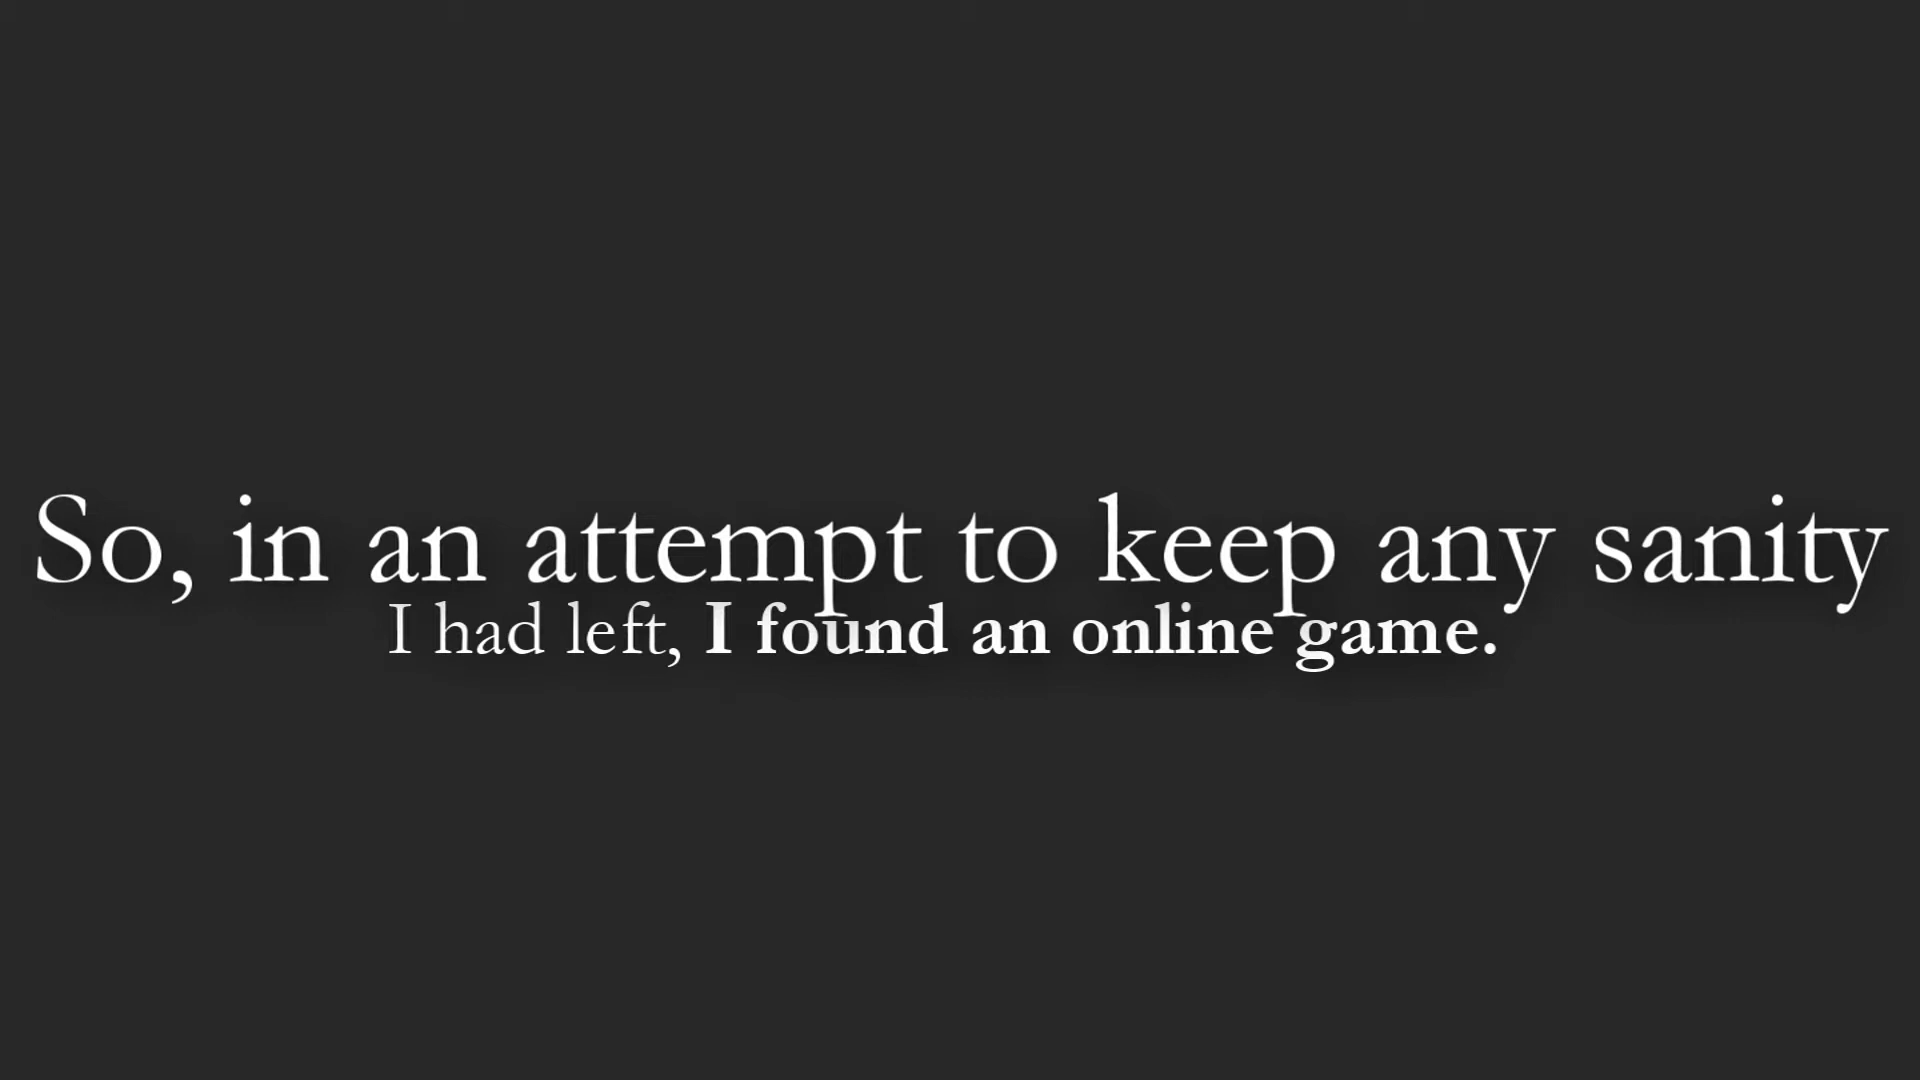 So, in an attempt to keep any sanity
I had left, I found an online game.